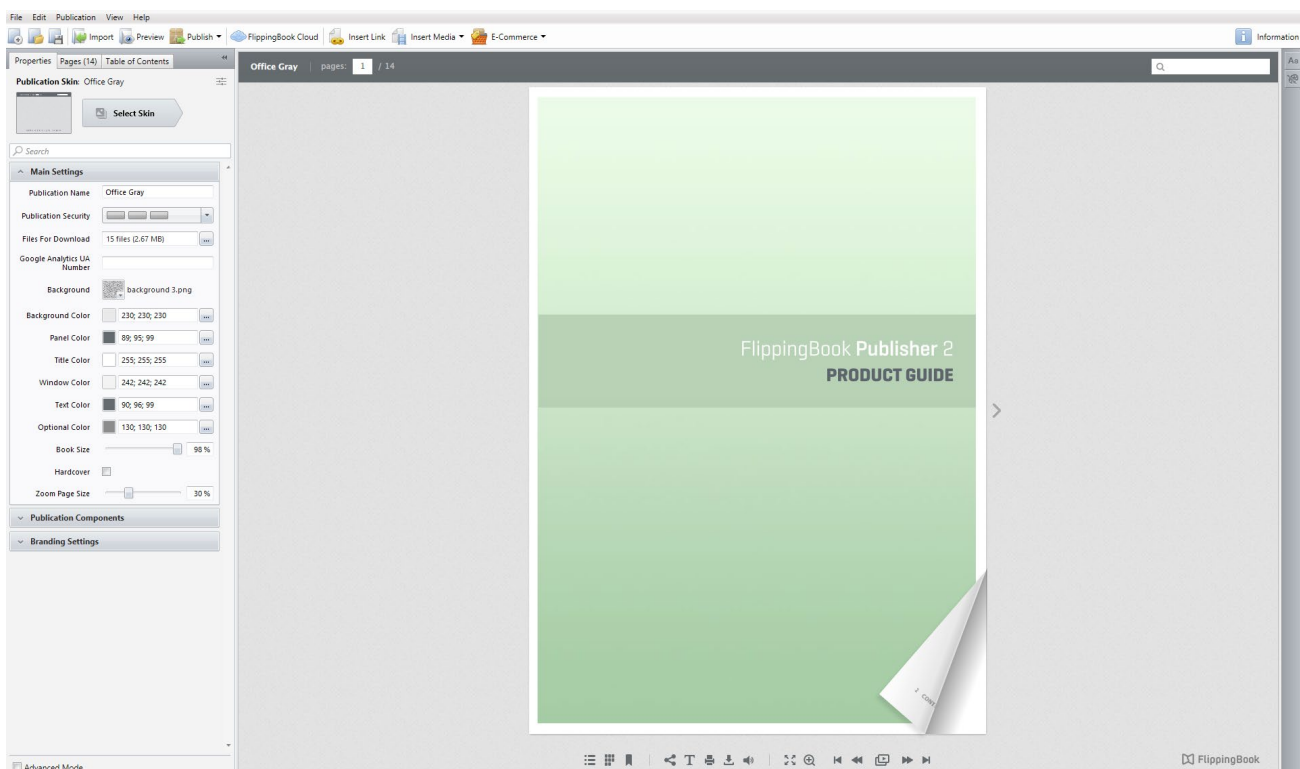 File Edit Publication View Help
Import Preview Publish FlippingBook Cloud Insert Link Insert Media E-Commerce Information
Properties Pages (14) Table of Contents
Publication Skin: Office Gray
Select Skin
Search
Main Settings
Publication Name Office Gray
Publication Security
Files For Download 15 files (2.67 MB) ...
Google Analytics UA
Number
Background background 3.png
Background Color 230; 230; 230 ...
Panel Color 89; 95; 99 ...
Title Color 255; 255; 255 ...
Window Color 242; 242; 242 ...
Text Color 90; 96; 99 ...
Optional Color 130; 130; 130 ...
Book Size 98 %
Hardcover
Zoom Page Size 30 %
Publication Components
Branding Settings
Advanced Mode
Office Gray pages: 1 / 14
Aa
FlippingBook Publisher 2
PRODUCT GUIDE
T
FlippingBook